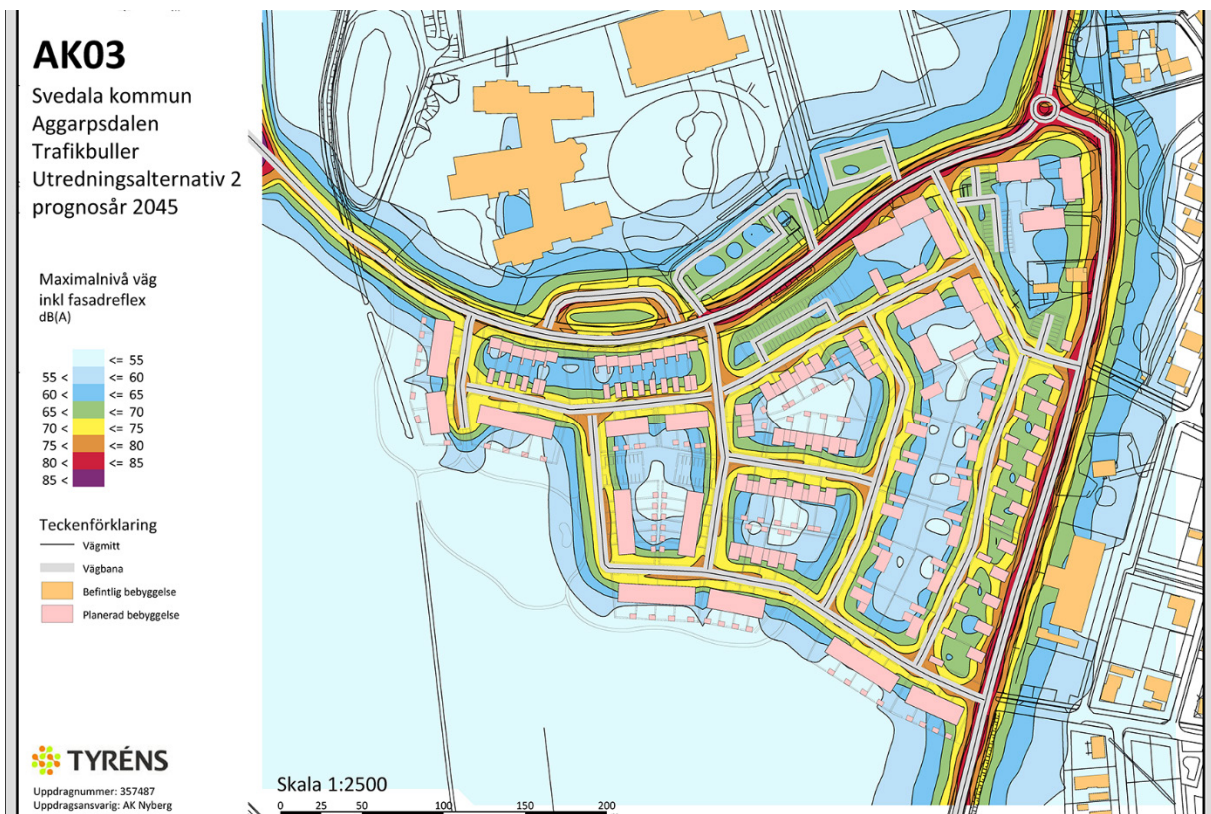 AK03
Svedala kommun
Aggarpsdalen
Trafikbuller
Utredningsalternativ 2
prognosår 2045
Maximalnivå väg
inkl fasadreflex
dB(A)
<= 55
55 < <= 60
60 < <= 65
65 < <= 70
70 < <= 75
75 < <= 80
80 < <= 85
85 <
Teckenförklaring
Vägmitt
Vägbana
Befintlig bebyggelse
Planerad bebyggelse
TYRÉNS
Uppdragnummer: 357487
Uppdragsansvarig: AK Nyberg
Skala 1:2500
0 25 50 100 150 200